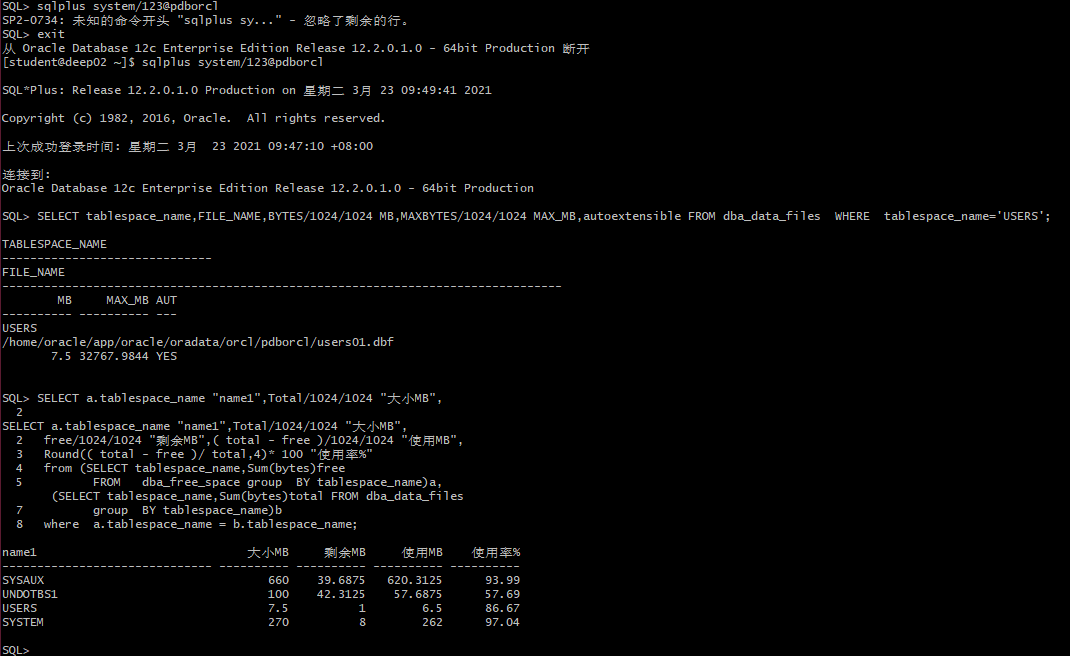 SQL> sqlplus system/123@pdborcl
SP2-0734: 未知的命令开头 "sqlplus sy..." - 忽略了剩余的行。
SQL> exit
从 Oracle Database 12c Enterprise Edition Release 12.2.0.1.0 - 64bit Production 断开
[student@deep02 ~]$ sqlplus system/123@pdborcl
SQL*Plus: Release 12.2.0.1.0 Production on 星期二 3月 23 09:49:41 2021
Copyright (c) 1982, 2016, Oracle.  All rights reserved.
上次成功登录时间: 星期二 3月  23 2021 09:47:10 +08:00
连接到:
Oracle Database 12c Enterprise Edition Release 12.2.0.1.0 - 64bit Production
SQL> SELECT tablespace_name,FILE_NAME,BYTES/1024/1024 MB,MAXBYTES/1024/1024 MAX_MB,autoextensible FROM dba_data_files  WHERE  tablespace_name='USERS';
TABLESPACE_NAME
------------------------------
FILE_NAME
--------------------------------------------------------------------------------
        MB     MAX_MB AUT
---------- ---------- ---
USERS
/home/oracle/app/oracle/oradata/orcl/pdborcl/users01.dbf
       7.5 32767.9844 YES
SQL> SELECT a.tablespace_name "name1",Total/1024/1024 "大小MB",
  2
SELECT a.tablespace_name "name1",Total/1024/1024 "大小MB",
  2   free/1024/1024 "剩余MB",( total - free )/1024/1024 "使用MB",
  3   Round(( total - free )/ total,4)* 100 "使用率%"
  4   from (SELECT tablespace_name,Sum(bytes)free
  5          FROM   dba_free_space group  BY tablespace_name)a,
       (SELECT tablespace_name,Sum(bytes)total FROM dba_data_files
  7          group  BY tablespace_name)b
  8   where  a.tablespace_name = b.tablespace_name;
name1                              大小MB     剩余MB     使用MB    使用率%
------------------------------ ---------- ---------- ---------- ----------
SYSAUX                                660    39.6875   620.3125      93.99
UNDOTBS1                              100    42.3125    57.6875      57.69
USERS                                 7.5          1        6.5      86.67
SYSTEM                                270          8        262      97.04
SQL>